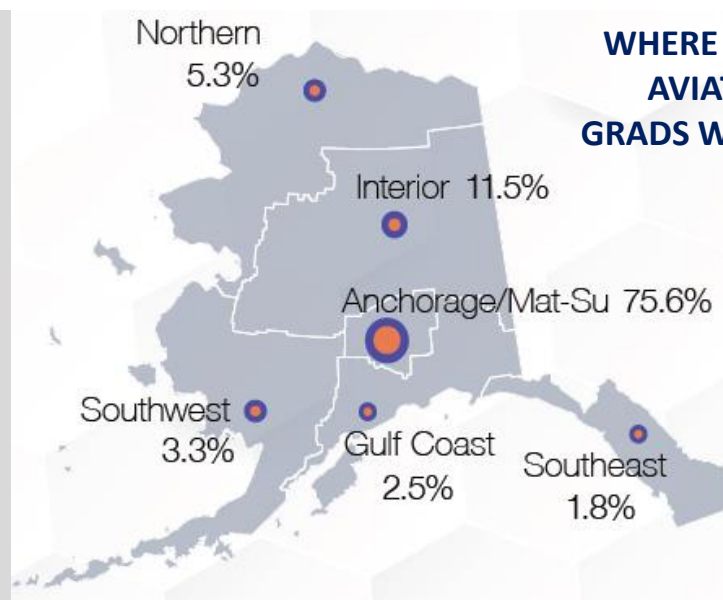 WHERE
AVIAT
GRADS W
Northern
5.3%
Interior 11.5%
Anchorage/Mat-Su 75.6%
Southwest
3.3%
Gulf Coast
2.5%
Southeast
1.8%